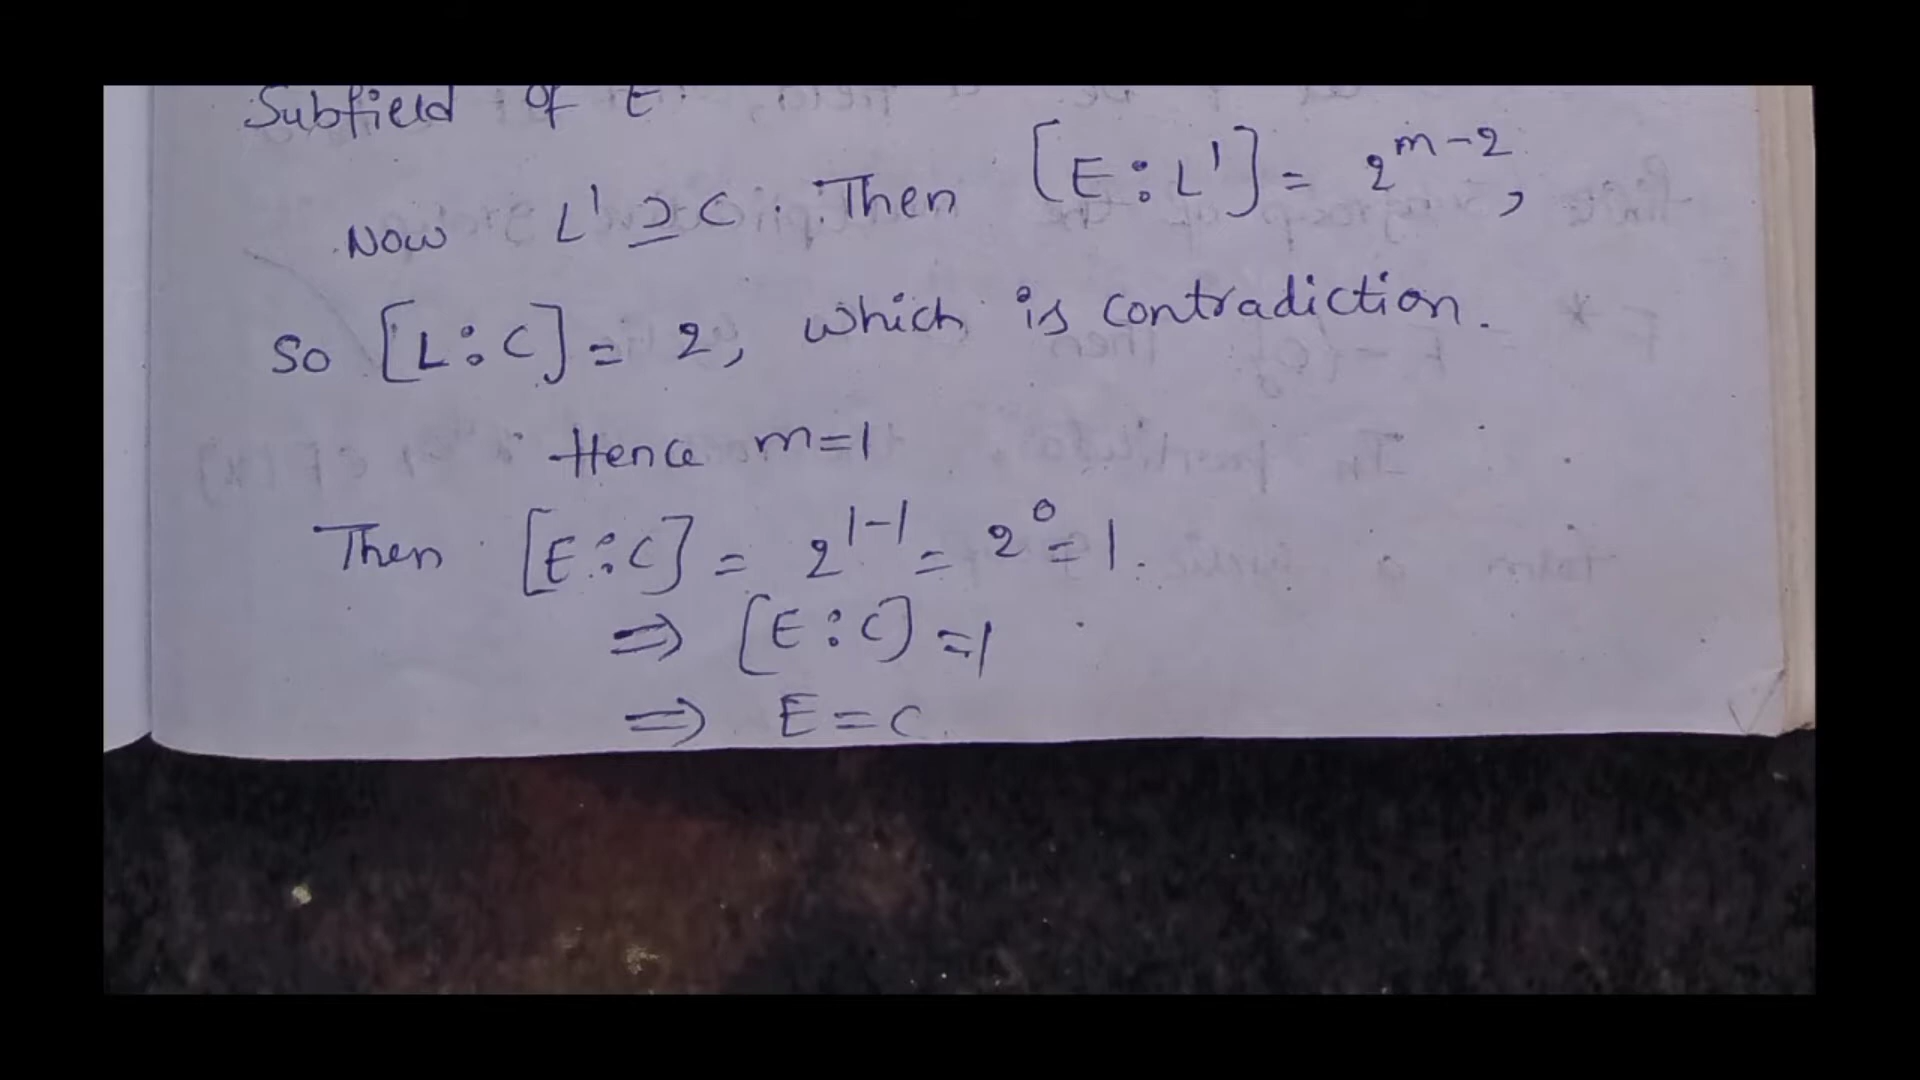 Subfield of E.
Now L' ⊇ C. Then [E:L'] = 2^{m-2},
So [L:C] = 2, which is contradiction.
Hence m=1
Then [E:C] = 2^{1-1} = 2^0 = 1.
⇒ [E:C] = 1
⇒ E = C